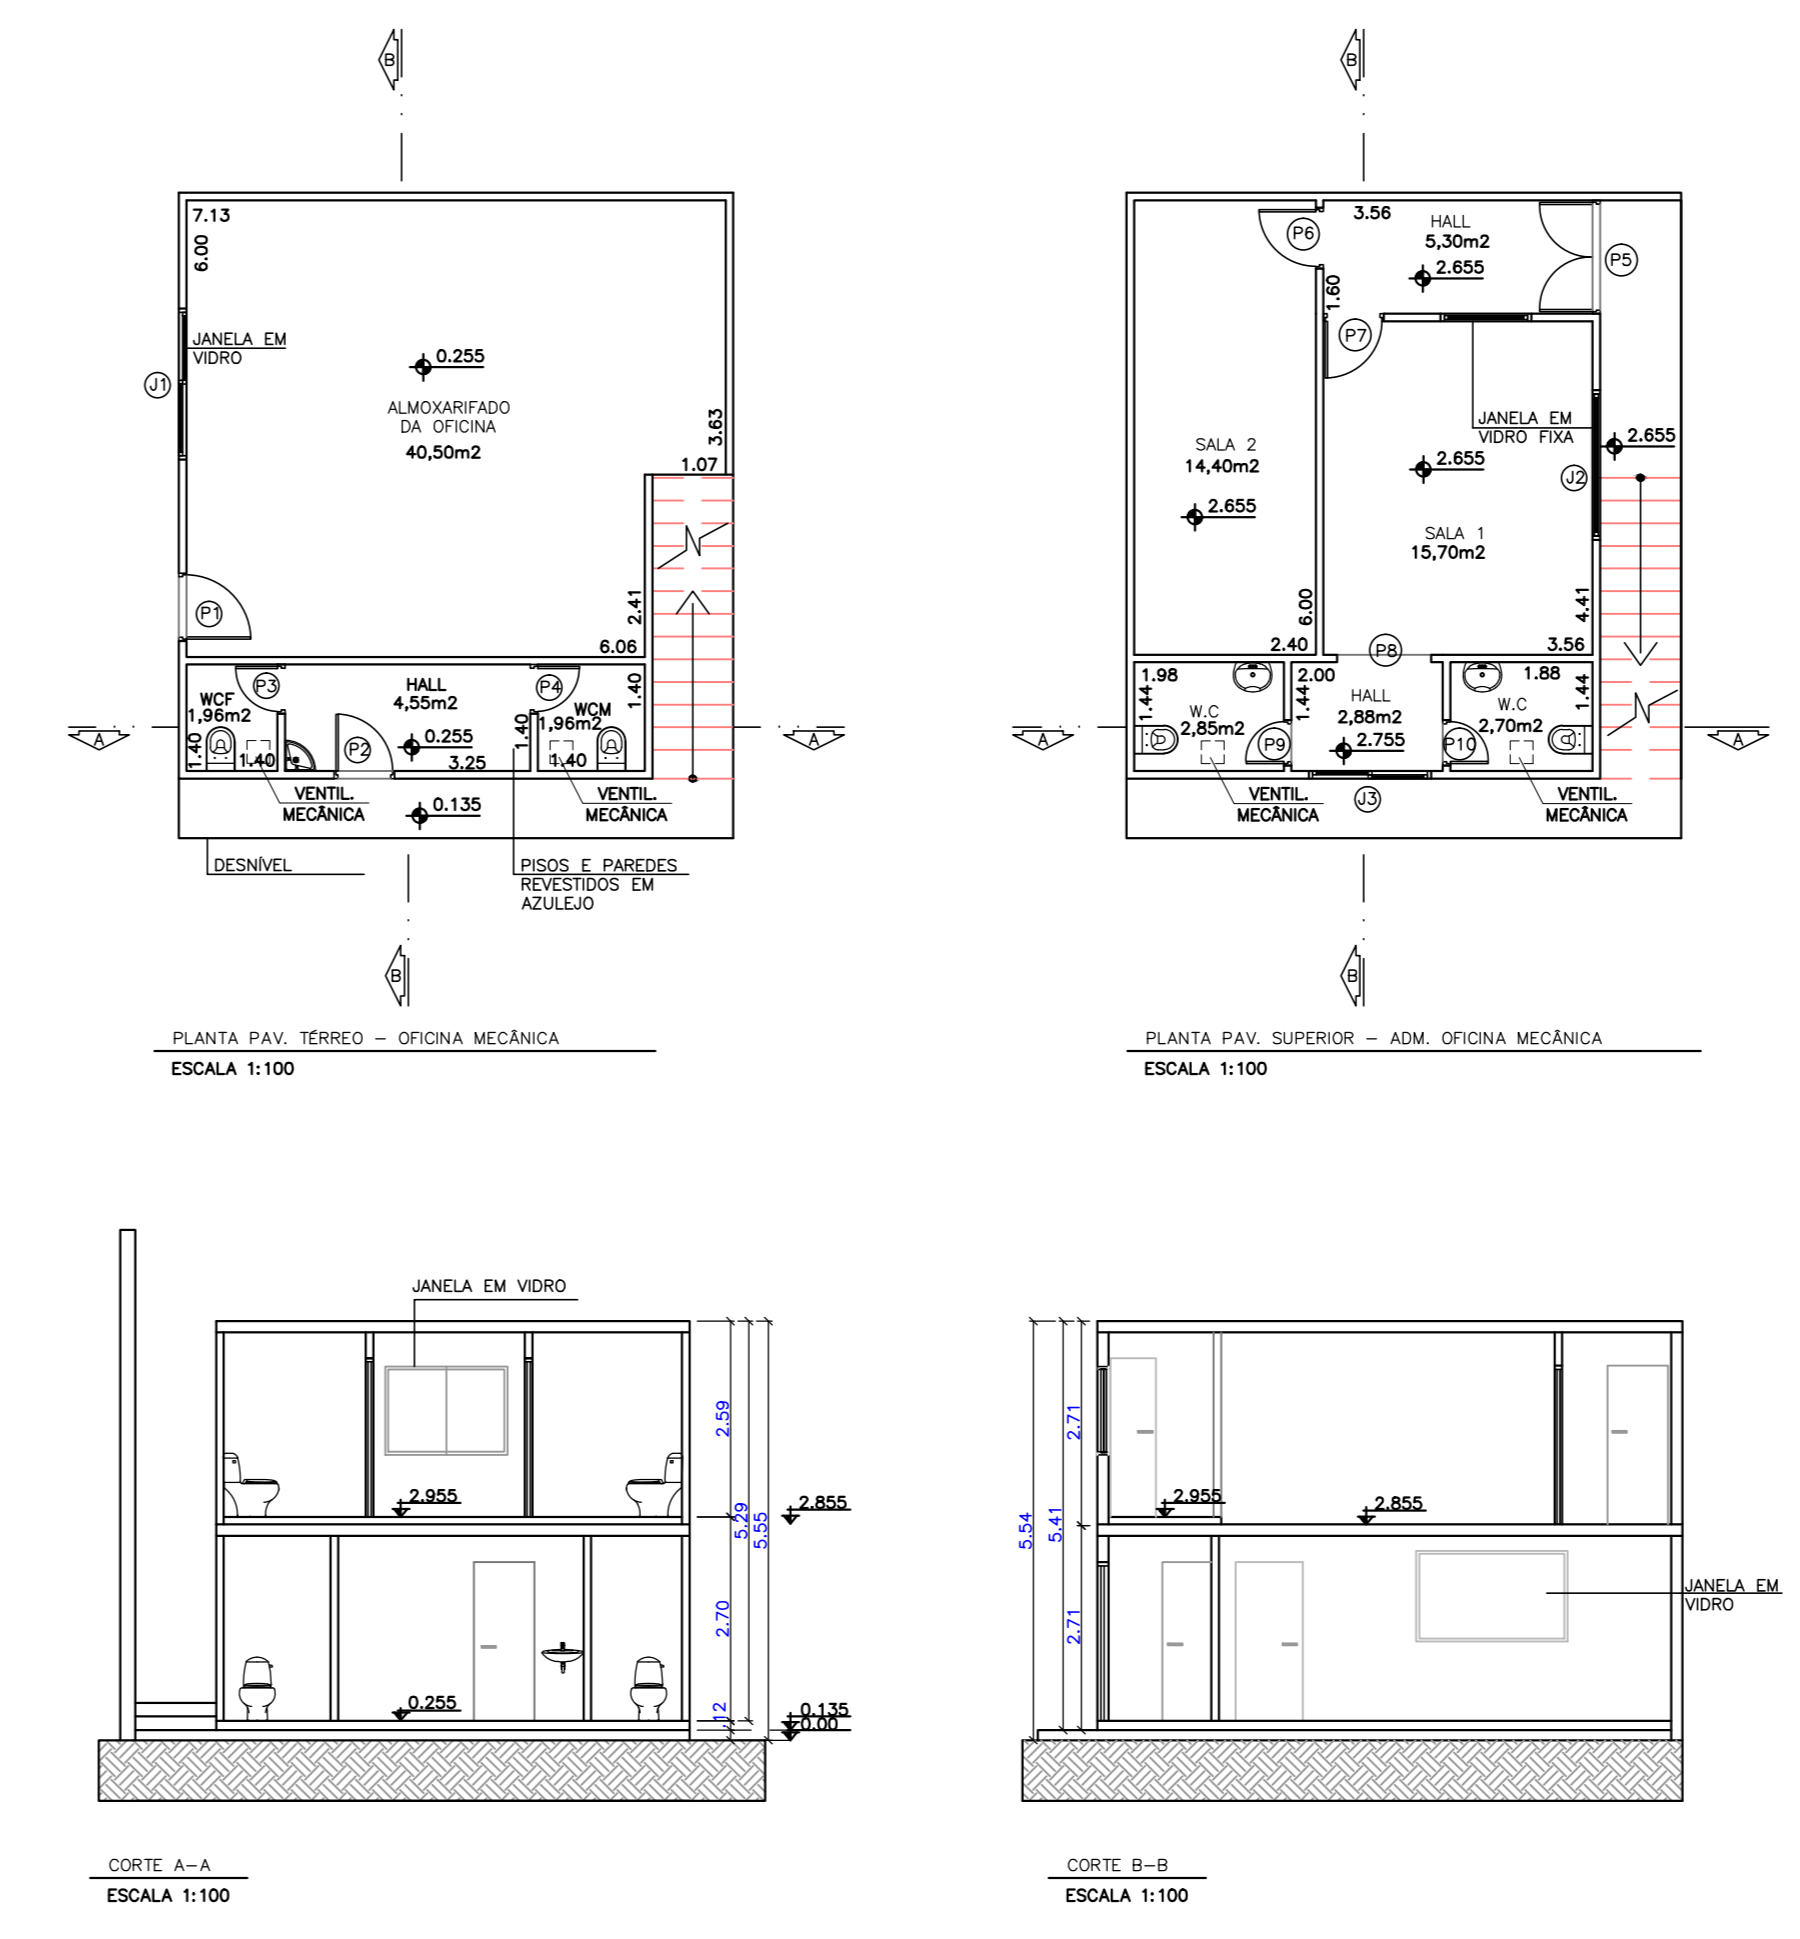 B
B
7.13
6.00
JANELA EM
VIDRO
J1
0.255
ALMOXARIFADO
DA OFICINA
40,50m2
3.63
1.07
2.41
6.06
P1
P3
WCF
1,96m2
1.40
1.40
HALL
4,55m2
P2
0.255
3.25
1.40
P4
WCM
1,96m2
1.40
1.40
A
A
VENTIL.
MECÂNICA
0.135
VENTIL.
MECÂNICA
DESNÍVEL
PISOS E PAREDES
REVESTIDOS EM
AZULEJO
B
PLANTA PAV. TÉRREO – OFICINA MECÂNICA
ESCALA 1:100
3.56
HALL
5,30m2
2.655
P6
P5
1.60
P7
JANELA EM
VIDRO FIXA
2.655
2.655
SALA 2
14,40m2
2.655
J2
SALA 1
15,70m2
6.00
4.41
2.40
P8
3.56
1.98
1.44
W.C
2,85m2
P9
2.00
1.44
HALL
2,88m2
2.755
P10
1.88
1.44
W.C
2,70m2
A
A
VENTIL.
MECÂNICA
J3
VENTIL.
MECÂNICA
B
PLANTA PAV. SUPERIOR – ADM. OFICINA MECÂNICA
ESCALA 1:100
JANELA EM VIDRO
2.59
2.955
2.855
5.29
5.55
2.70
0.255
.12
0.135
0.00
CORTE A–A
ESCALA 1:100
2.71
2.955
2.855
5.54
5.41
2.71
JANELA EM
VIDRO
CORTE B–B
ESCALA 1:100